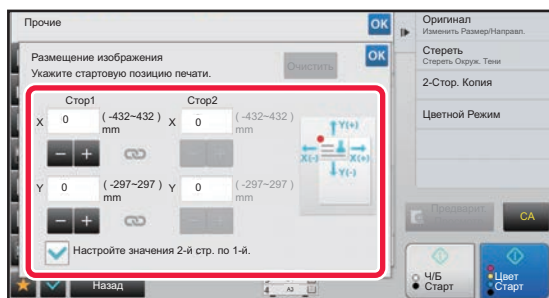 Прочие
OK
Размещение изображения
Укажите стартовую позицию печати.
Очистить
OK
Стор1
Стор2
X 0 (-432~432) mm
X 0 (-432~432) mm
− +
− +
Y 0 (-297~297) mm
Y 0 (-297~297) mm
− +
− +
Y(+)
X(-) X(+)
Y(-)
Настройте значения 2-й стр. по 1-й.
Назад
Оригинал
Изменить Размер/Направл.
Стереть
Стереть Окруж. Тени
2-Стор. Копия
Цветной Режим
Предварит.
CA
Ч/Б
Старт
Цвет
Старт